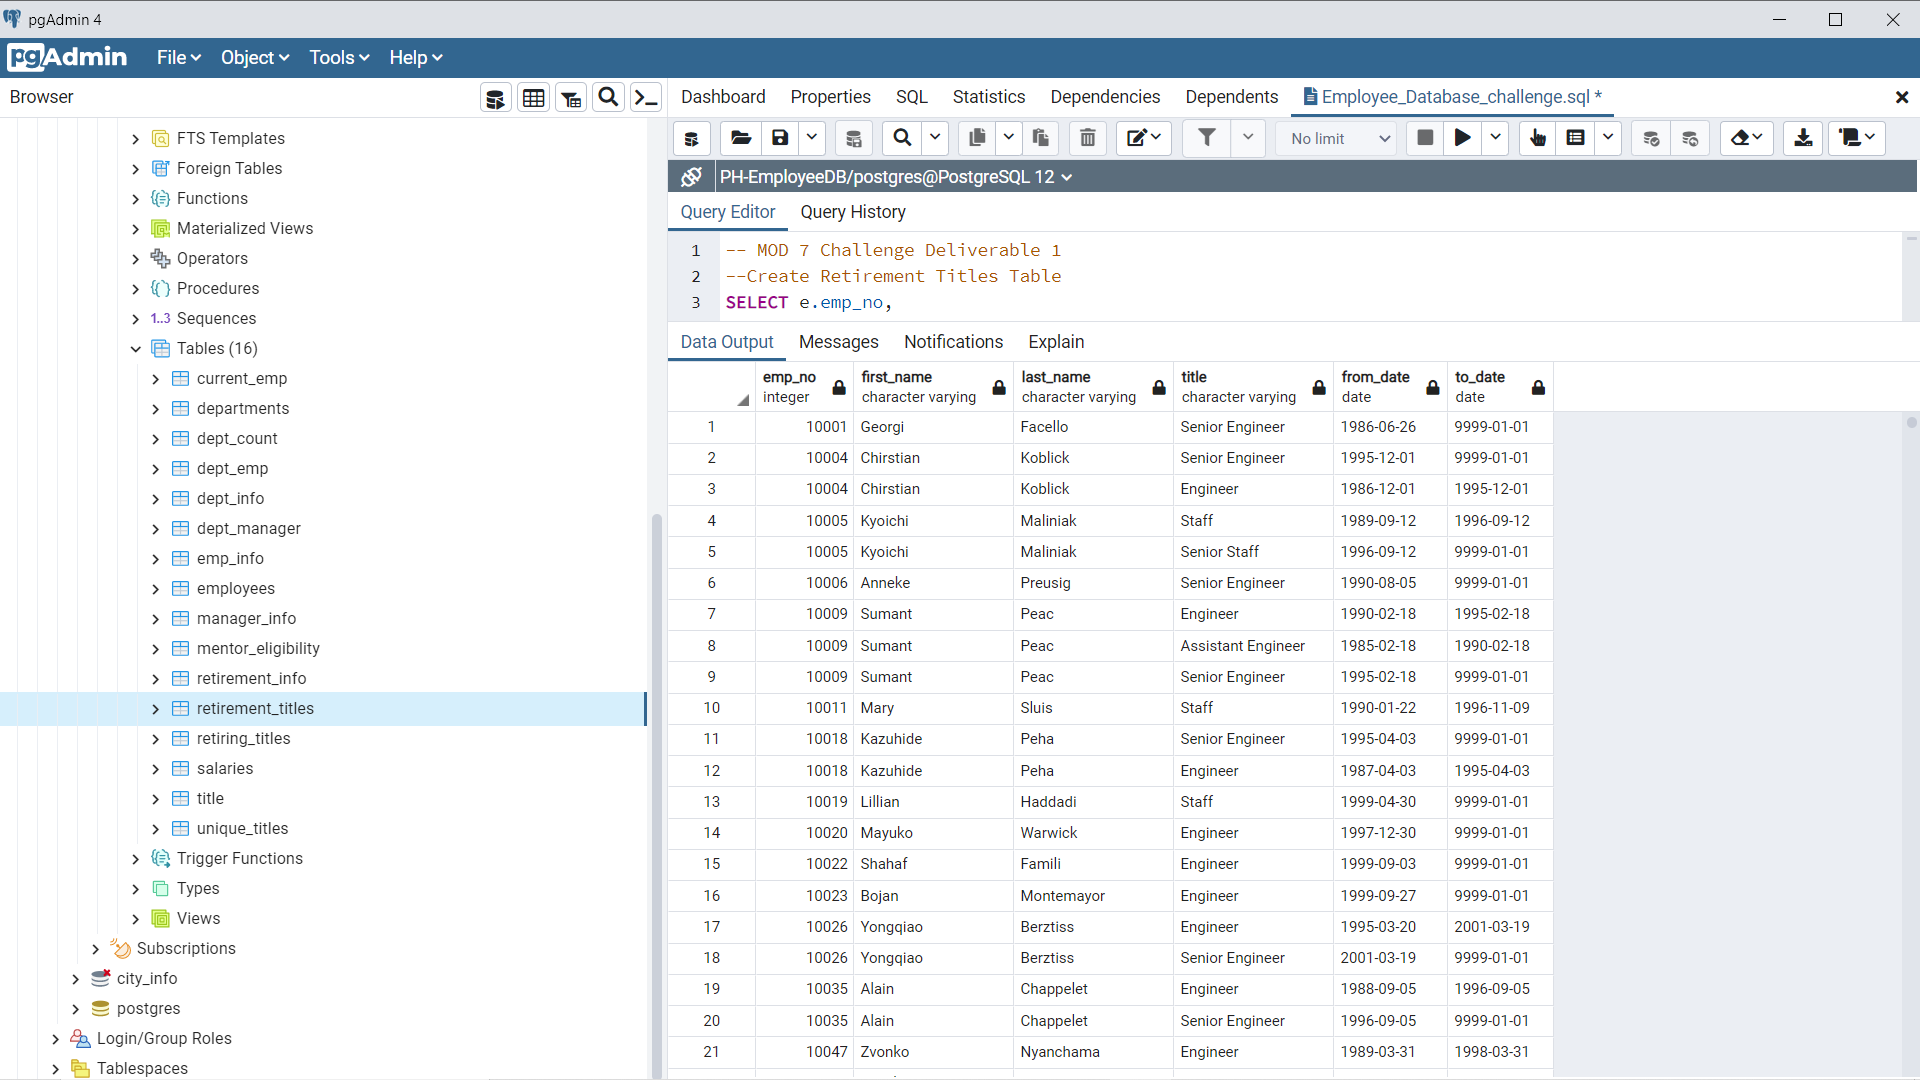 pgAdmin 4
pgAdmin File Object Tools Help
Browser
Dashboard Properties SQL Statistics Dependencies Dependents Employee_Database_challenge.sql *
No limit
PH-EmployeeDB/postgres@PostgreSQL 12
Query Editor Query History
1 -- MOD 7 Challenge Deliverable 1
2 --Create Retirement Titles Table
3 SELECT e.emp_no,
Data Output Messages Notifications Explain
FTS Templates
Foreign Tables
Functions
Materialized Views
Operators
Procedures
1..3 Sequences
Tables (16)
current_emp
departments
dept_count
dept_emp
dept_info
dept_manager
emp_info
employees
manager_info
mentor_eligibility
retirement_info
retirement_titles
retiring_titles
salaries
title
unique_titles
Trigger Functions
Types
Views
Subscriptions
city_info
postgres
Login/Group Roles
Tablespaces
emp_no first_name last_name title from_date to_date
integer character varying character varying character varying date date
1 10001 Georgi Facello Senior Engineer 1986-06-26 9999-01-01
2 10004 Chirstian Koblick Senior Engineer 1995-12-01 9999-01-01
3 10004 Chirstian Koblick Engineer 1986-12-01 1995-12-01
4 10005 Kyoichi Maliniak Staff 1989-09-12 1996-09-12
5 10005 Kyoichi Maliniak Senior Staff 1996-09-12 9999-01-01
6 10006 Anneke Preusig Senior Engineer 1990-08-05 9999-01-01
7 10009 Sumant Peac Engineer 1990-02-18 1995-02-18
8 10009 Sumant Peac Assistant Engineer 1985-02-18 1990-02-18
9 10009 Sumant Peac Senior Engineer 1995-02-18 9999-01-01
10 10011 Mary Sluis Staff 1990-01-22 1996-11-09
11 10018 Kazuhide Peha Senior Engineer 1995-04-03 9999-01-01
12 10018 Kazuhide Peha Engineer 1987-04-03 1995-04-03
13 10019 Lillian Haddadi Staff 1999-04-30 9999-01-01
14 10020 Mayuko Warwick Engineer 1997-12-30 9999-01-01
15 10022 Shahaf Famili Engineer 1999-09-03 9999-01-01
16 10023 Bojan Montemayor Engineer 1999-09-27 9999-01-01
17 10026 Yongqiao Berztiss Engineer 1995-03-20 2001-03-19
18 10026 Yongqiao Berztiss Senior Engineer 2001-03-19 9999-01-01
19 10035 Alain Chappelet Engineer 1988-09-05 1996-09-05
20 10035 Alain Chappelet Senior Engineer 1996-09-05 9999-01-01
21 10047 Zvonko Nyanchama Engineer 1989-03-31 1998-03-31